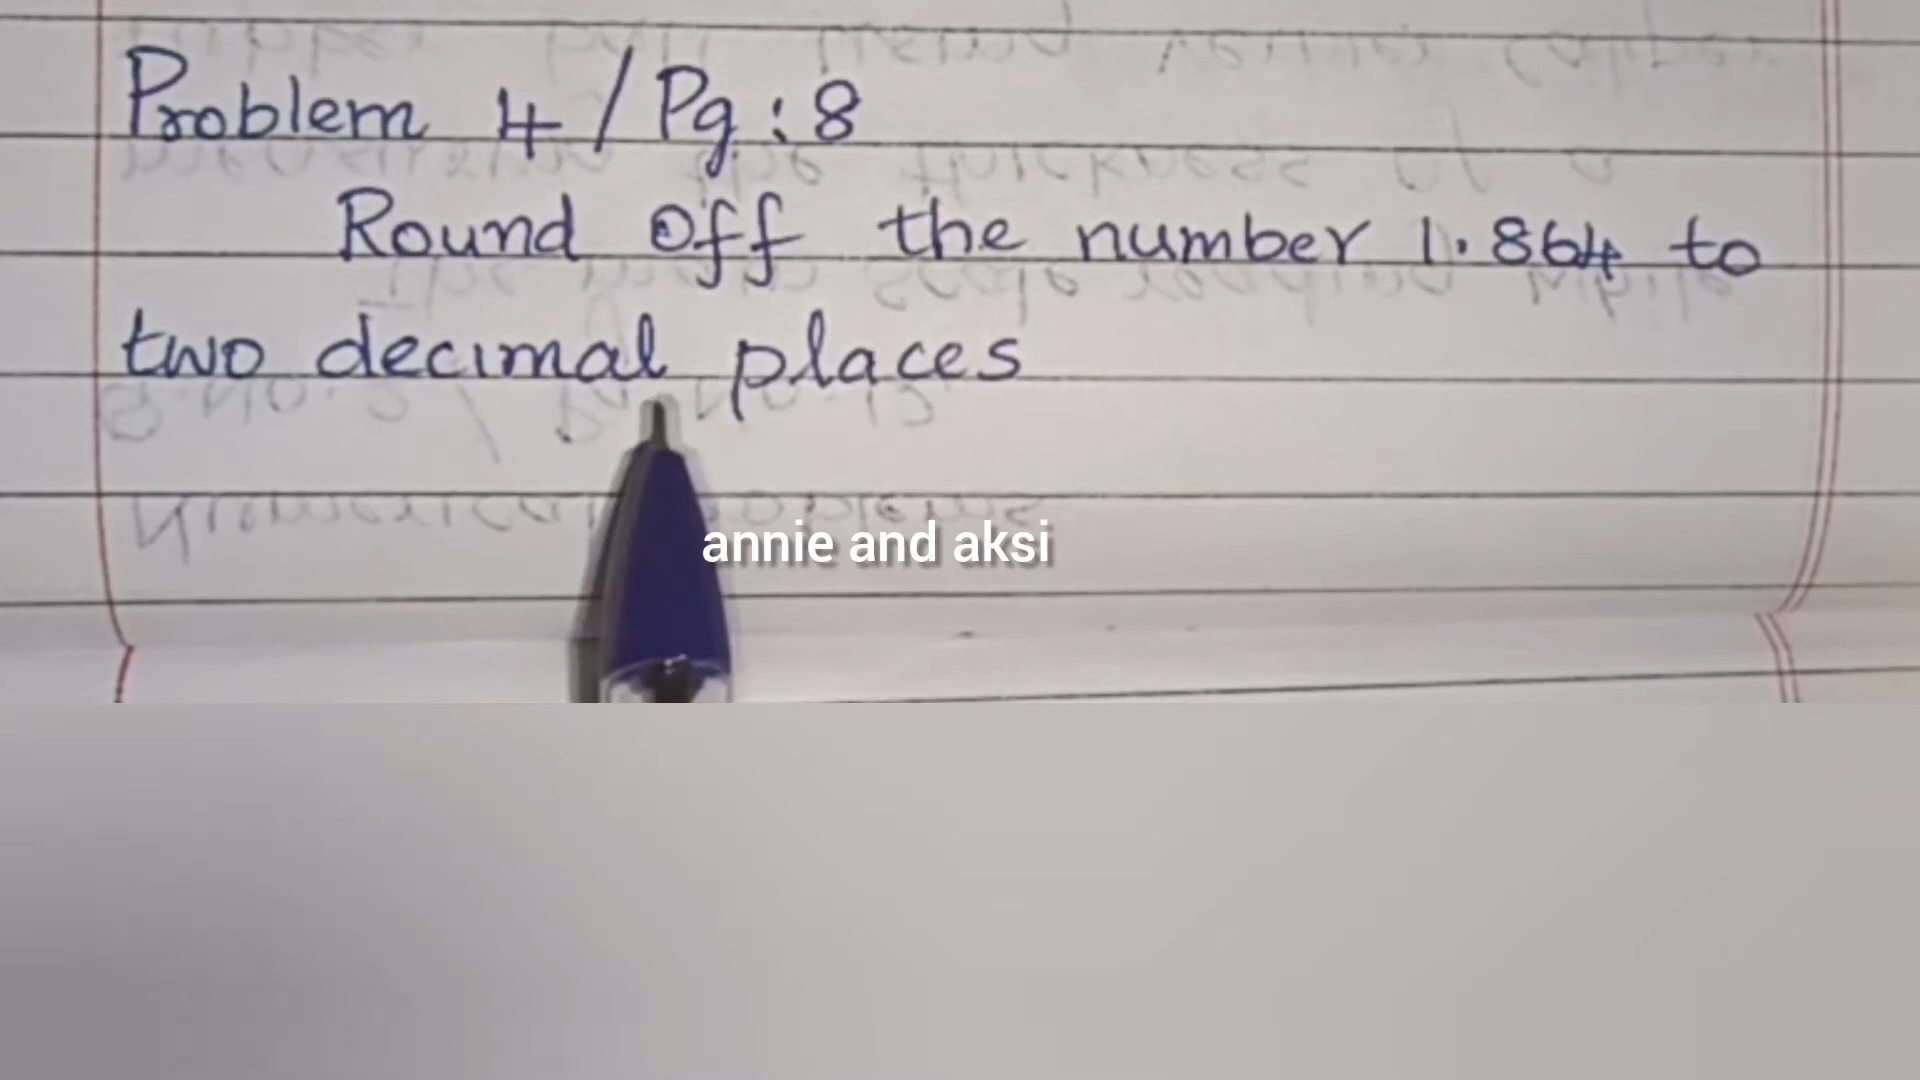 Problem 4 / Pg : 8
Round Off the number 1.864 to
two decimal places
annie and aksi